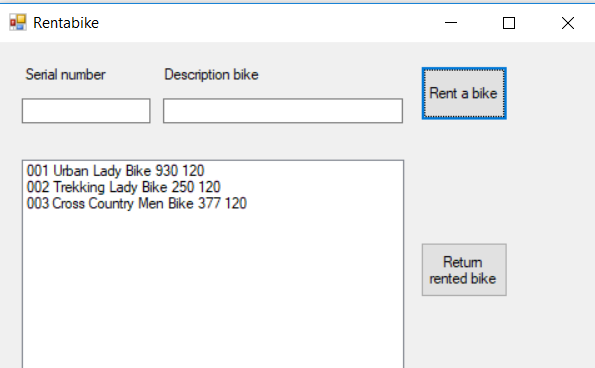 Rentabike
Serial number
Description bike
Rent a bike
001 Urban Lady Bike 930 120
002 Trekking Lady Bike 250 120
003 Cross Country Men Bike 377 120
Return
rented bike